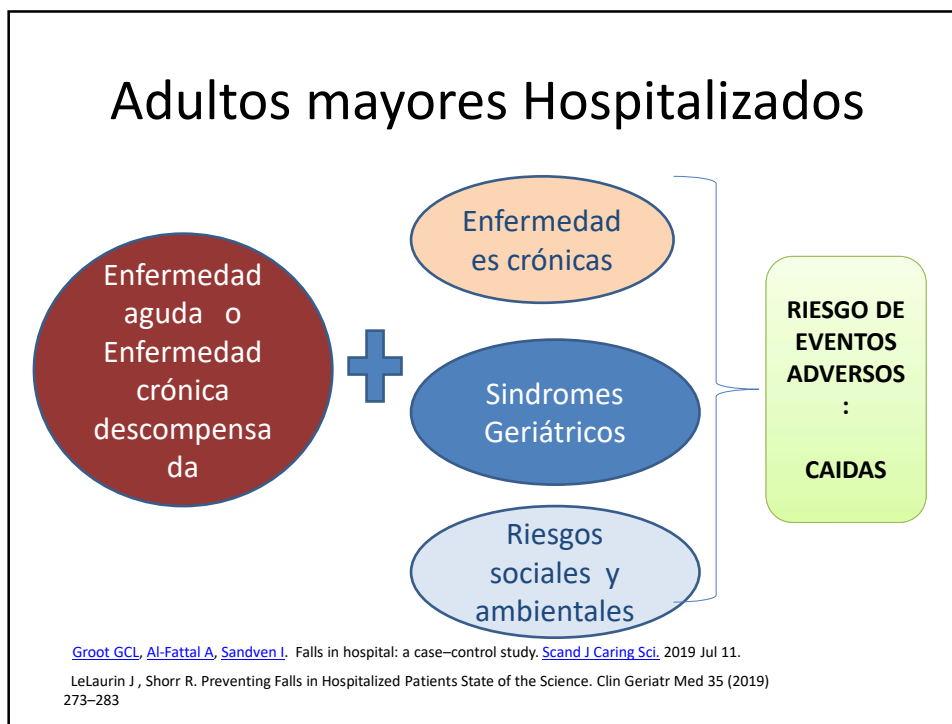 Adultos mayores Hospitalizados
Enfermedad
aguda o
Enfermedad
crónica
descompensa
da
Enfermedad
es crónicas
Sindromes
Geriátricos
Riesgos
sociales y
ambientales
RIESGO DE
EVENTOS
ADVERSOS
:
CAIDAS
Groot GCL, Al-Fattal A, Sandven I. Falls in hospital: a case–control study. Scand J Caring Sci. 2019 Jul 11.
LeLaurin J , Shorr R. Preventing Falls in Hospitalized Patients State of the Science. Clin Geriatr Med 35 (2019)
273–283